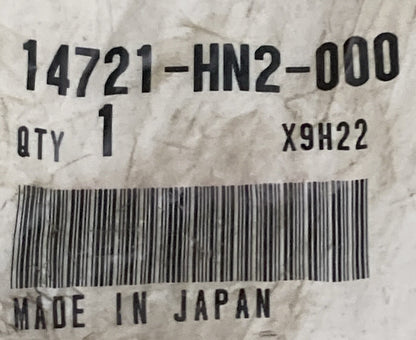 14721-HN2-000
QTY 1 X9H22
MADE IN JAPAN